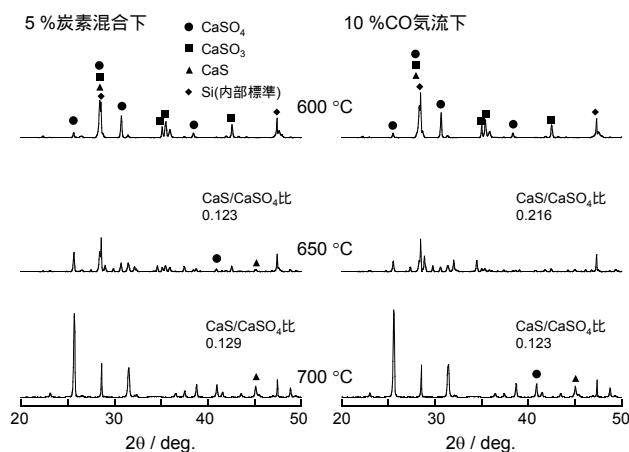 5 %炭素混合下
10 %CO気流下
● CaSO4
■ CaSO3
▲ CaS
◆ Si(内部標準)
600 °C
CaS/CaSO4比
0.123
650 °C
CaS/CaSO4比
0.216
CaS/CaSO4比
0.129
700 °C
CaS/CaSO4比
0.123
20 30 40 50 20 30 40 50
2θ / deg. 2θ / deg.